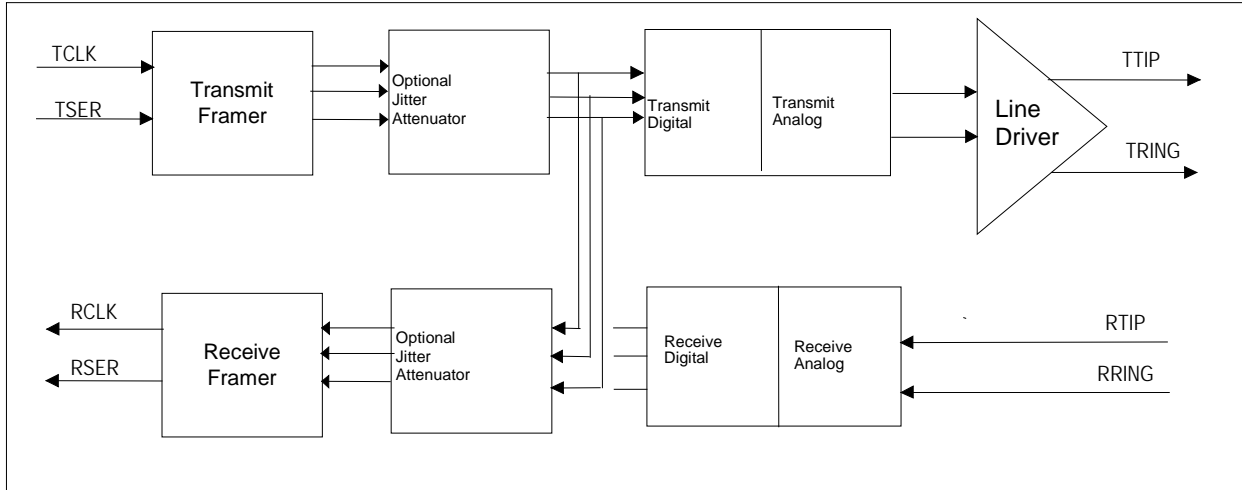 TCLK
TSER
Transmit
Framer
Optional
Jitter
Attenuator
Transmit
Digital
Transmit
Analog
Line
Driver
TTIP
TRING
RCLK
RSER
Receive
Framer
Optional
Jitter
Attenuator
Receive
Digital
Receive
Analog
RTIP
RRING